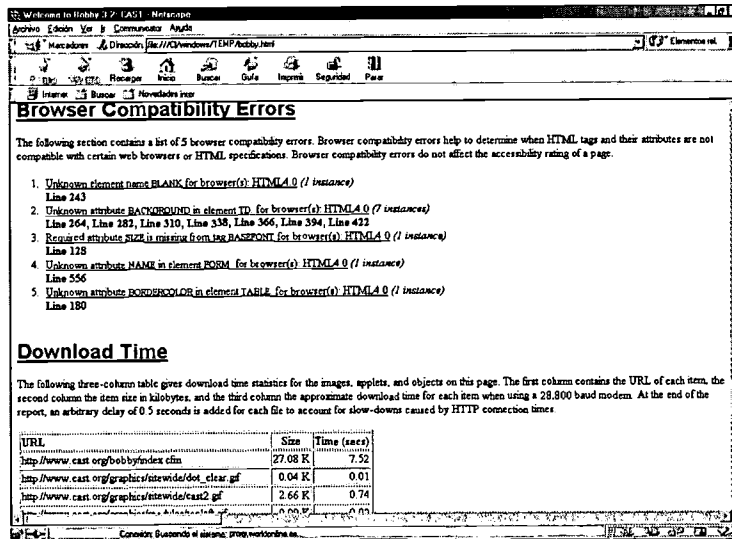 Welcome to Bobby 3.2: CAST - Netscape
Archivo Edición Ver Ir Communicator Ayuda
Marcadores Dirección file:///C|/windows/TEMP/bobby.html Elementos rel.
Recargar Inicio Buscar Guía Imprimir Seguridad Parar
Internet Buscar Novedades inter
Browser Compatibility Errors
The following section contains a list of 5 browser compatibility errors. Browser compatibility errors help to determine when HTML tags and their attributes are not
compatible with certain web browsers or HTML specifications. Browser compatibility errors do not affect the accessibility rating of a page.
1. Unknown element name BLANK for browser(s): HTML4.0 (1 instance)
Line 243
2. Unknown attribute BACKGROUND in element TD for browser(s): HTML4.0 (7 instances)
Line 264, Line 282, Line 310, Line 338, Line 366, Line 394, Line 422
3. Required attribute SIZE is missing from tag BASEFONT for browser(s): HTML4.0 (1 instance)
Line 128
4. Unknown attribute NAME in element FORM for browser(s): HTML4.0 (1 instance)
Line 556
5. Unknown attribute BORDERCOLOR in element TABLE for browser(s): HTML4.0 (1 instance)
Line 180
Download Time
The following three-column table gives download time statistics for the images, applets, and objects on this page. The first column contains the URL of each item, the
second column the item size in kilobytes, and the third column the approximate download time for each item when using a 28,800 baud modem. At the end of the
report, an arbitrary delay of 0.5 seconds is added for each file to account for slow-downs caused by HTTP connection times.
URL Size Time (secs)
http://www.cast.org/bobby/index.cfm 27.08 K 7.52
http://www.cast.org/graphics/sitewide/dot_clear.gif 0.04 K 0.01
http://www.cast.org/graphics/sitewide/cast2.gif 2.66 K 0.74
Conexión: Buscando el sistema: proxy.worldonline.es